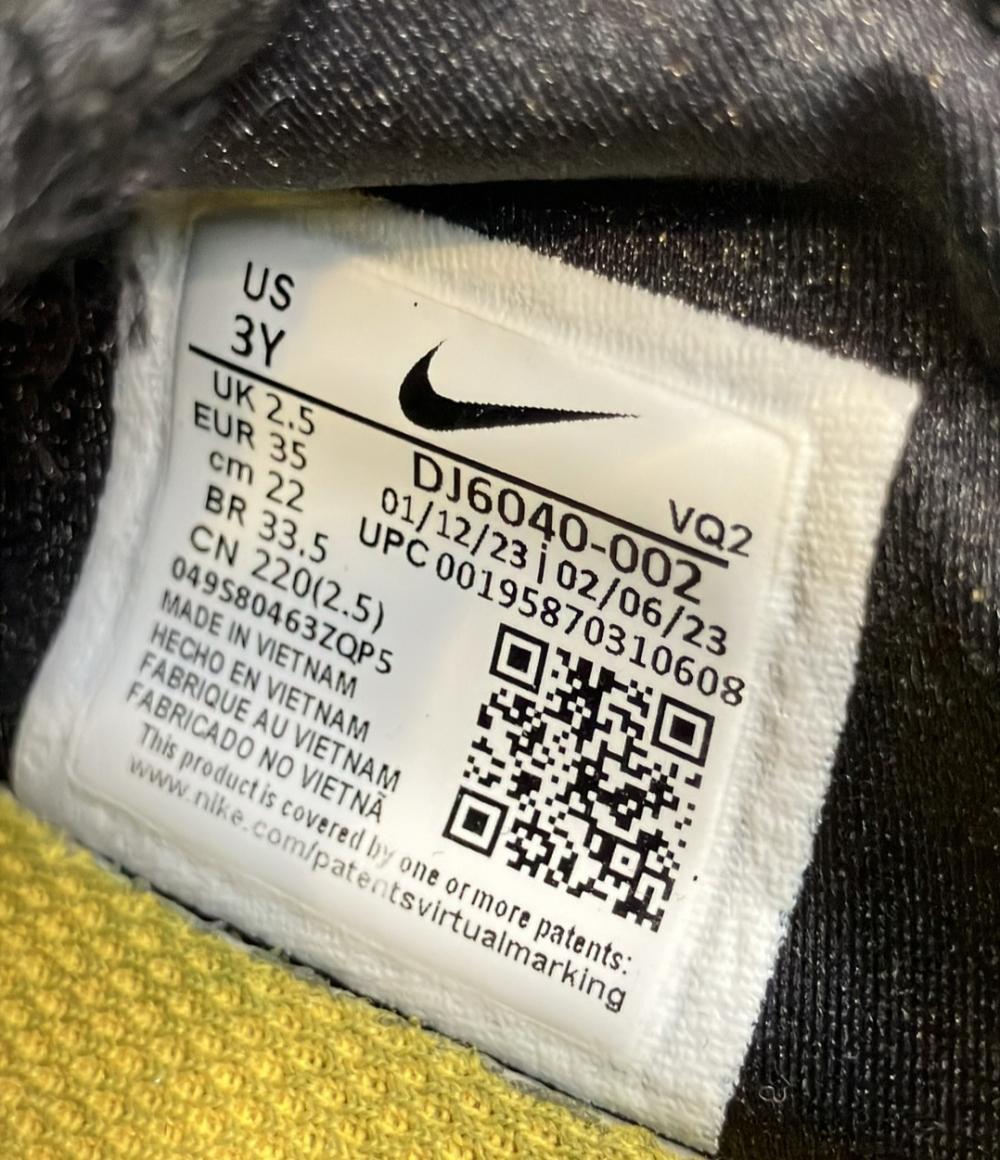 US
3Y
UK 2.5
EUR 35
cm 22
BR 33.5
CN 220(2.5)
049S80463ZQP5
MADE IN VIETNAM
HECHO EN VIETNAM
FABRIQUE AU VIETNAM
FABRICADO NO VIETNÃ
VQ2
DJ6040-002
01/12/23 | 02/06/23
UPC 00195870310608
This product is covered by one or more patents:
www.nike.com/patentsvirtualmarking